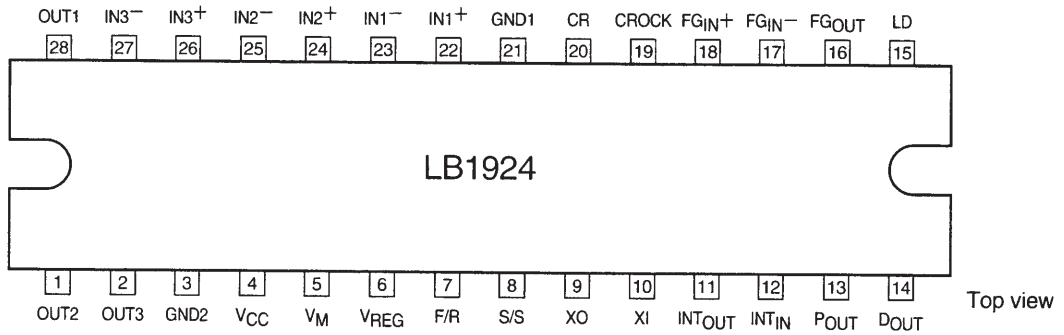 OUT1 IN3− IN3+ IN2− IN2+ IN1− IN1+ GND1 CR CROCK FGIN+ FGIN− FGOUT LD
28 27 26 25 24 23 22 21 20 19 18 17 16 15
LB1924
1 2 3 4 5 6 7 8 9 10 11 12 13 14
OUT2 OUT3 GND2 VCC VM VREG F/R S/S XO XI INTOUT INTIN POUT DOUT
Top view